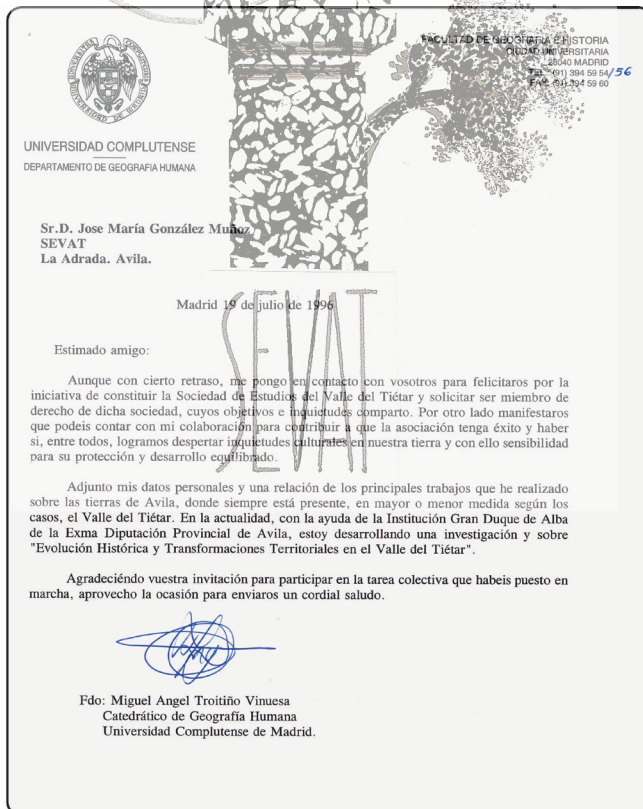 FACULTAD DE GEOGRAFIA E HISTORIA
CIUDAD UNIVERSITARIA
28040 MADRID
TEL.: (91) 394 59 54/56
FAX: (91) 394 59 60
UNIVERSIDAD COMPLUTENSE
DEPARTAMENTO DE GEOGRAFIA HUMANA
Sr.D. Jose María González Muñoz
SEVAT
La Adrada. Avila.
Madrid 19 de julio de 1996
SEVAT
Estimado amigo:
Aunque con cierto retraso, me pongo en contacto con vosotros para felicitaros por la
iniciativa de constituir la Sociedad de Estudios del Valle del Tiétar y solicitar ser miembro de
derecho de dicha sociedad, cuyos objetivos e inquietudes comparto. Por otro lado manifestaros
que podeis contar con mi colaboración para contribuir a que la asociación tenga éxito y haber
si, entre todos, logramos despertar inquietudes culturales en nuestra tierra y con ello sensibilidad
para su protección y desarrollo equilibrado.
Adjunto mis datos personales y una relación de los principales trabajos que he realizado
sobre las tierras de Avila, donde siempre está presente, en mayor o menor medida según los
casos, el Valle del Tiétar. En la actualidad, con la ayuda de la Institución Gran Duque de Alba
de la Exma Diputación Provincial de Avila, estoy desarrollando una investigación y sobre
"Evolución Histórica y Transformaciones Territoriales en el Valle del Tiétar".
Agradeciéndo vuestra invitación para participar en la tarea colectiva que habeis puesto en
marcha, aprovecho la ocasión para enviaros un cordial saludo.
Fdo: Miguel Angel Troitiño Vinuesa
Catedrático de Geografía Humana
Universidad Complutense de Madrid.